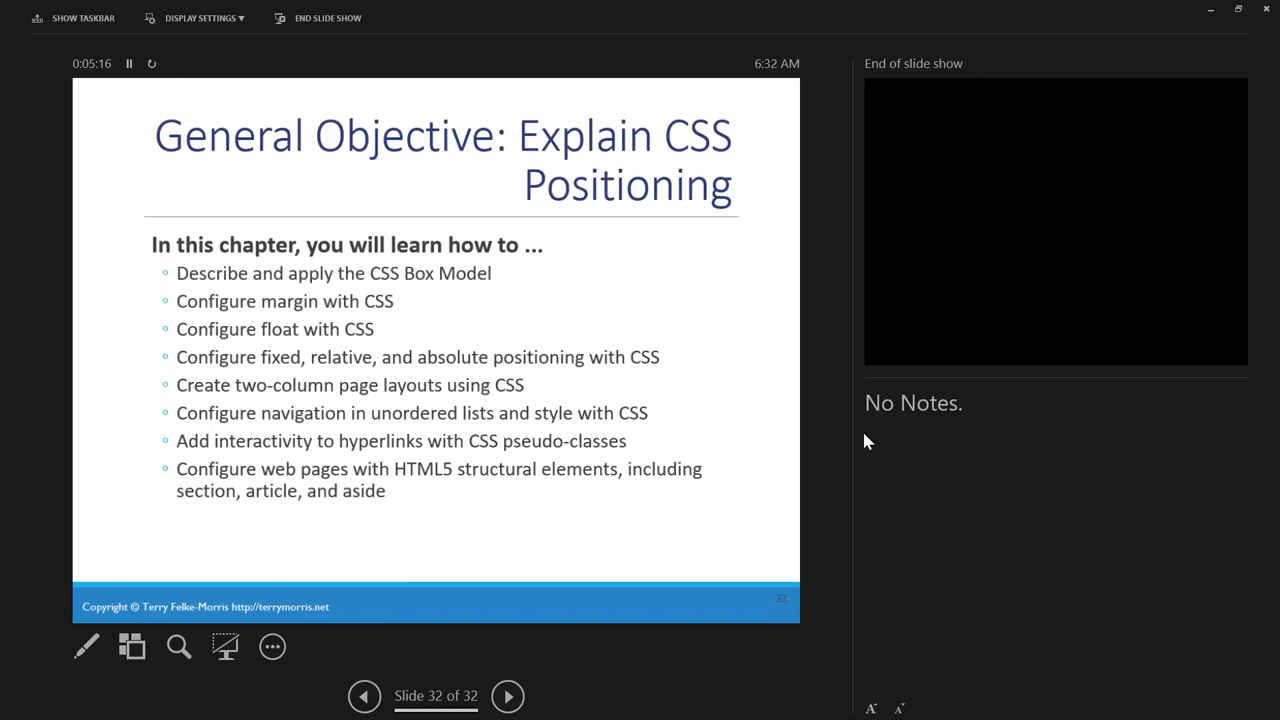 SHOW TASKBAR
DISPLAY SETTINGS ▼
END SLIDE SHOW
0:05:16
6:32 AM
End of slide show
General Objective: Explain CSS
Positioning
In this chapter, you will learn how to ...
Describe and apply the CSS Box Model
Configure margin with CSS
Configure float with CSS
Configure fixed, relative, and absolute positioning with CSS
Create two-column page layouts using CSS
Configure navigation in unordered lists and style with CSS
Add interactivity to hyperlinks with CSS pseudo-classes
Configure web pages with HTML5 structural elements, including
section, article, and aside
Copyright © Terry Felke-Morris http://terrymorris.net
32
No Notes.
Slide 32 of 32
A A